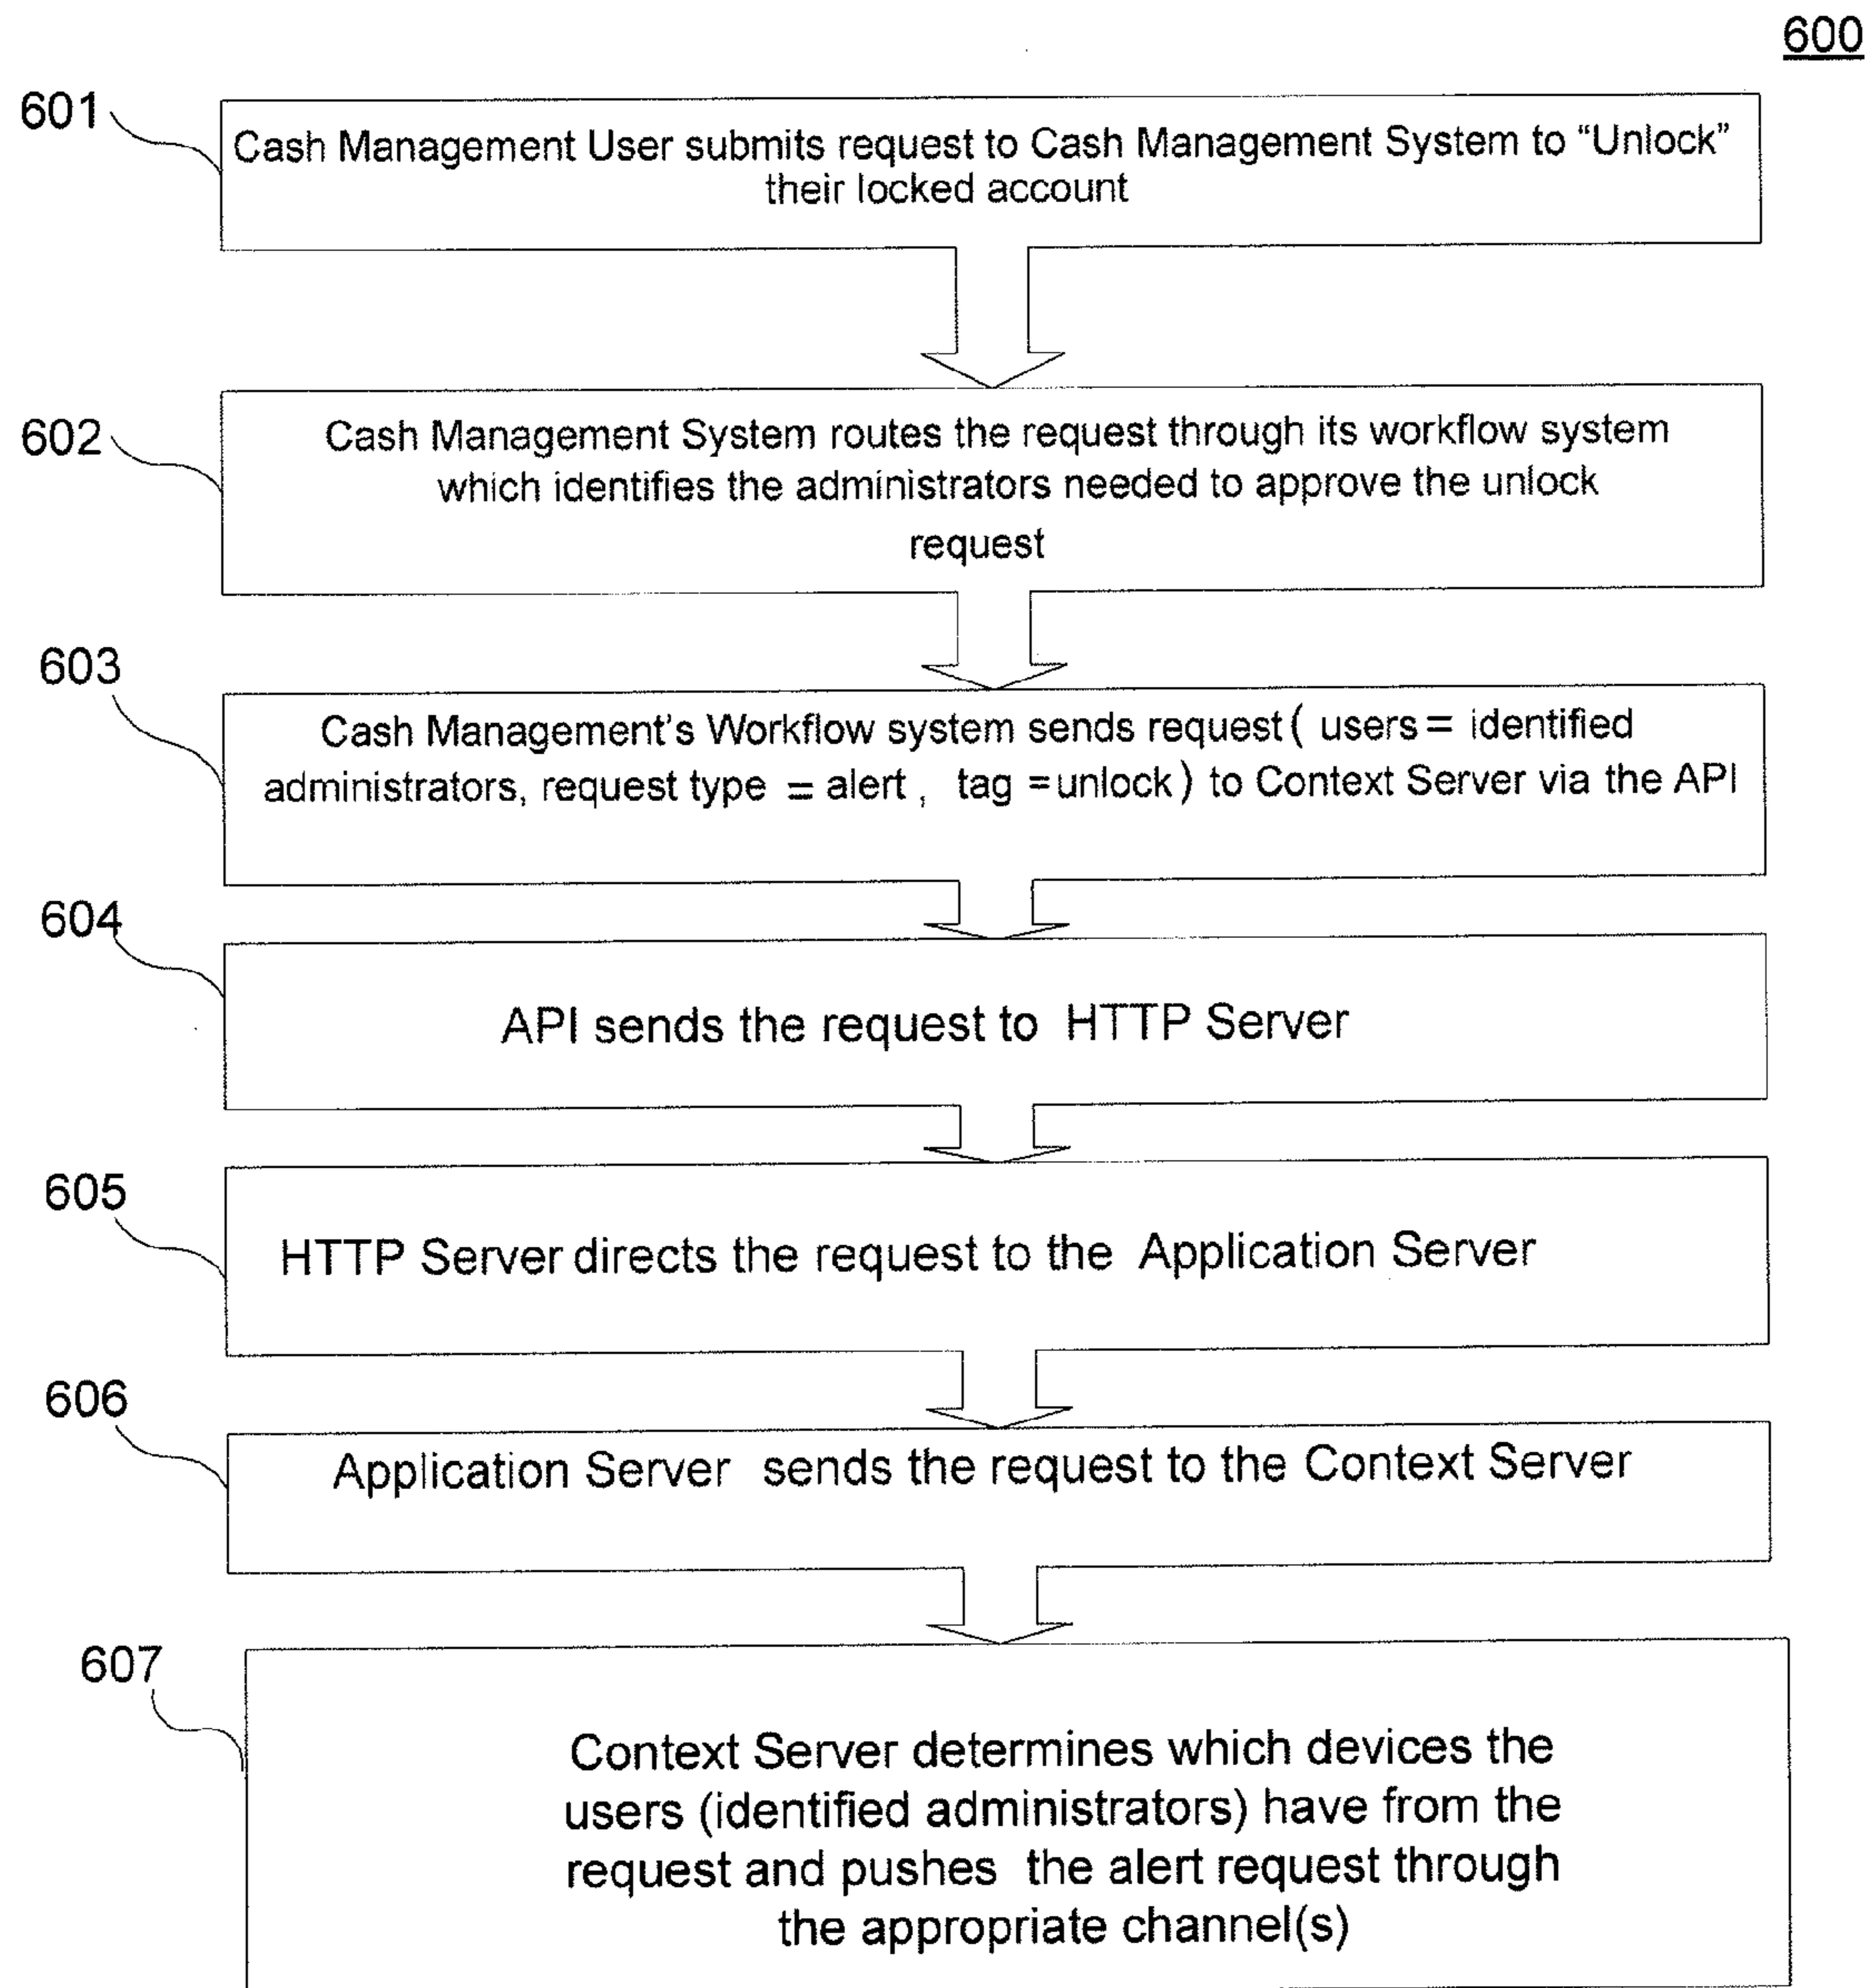 600
601
Cash Management User submits request to Cash Management System to “Unlock”
their locked account
602
Cash Management System routes the request through its workflow system
which identifies the administrators needed to approve the unlock
request
603
Cash Management’s Workflow system sends request( users = identified
administrators, request type = alert, tag =unlock) to Context Server via the API
604
API sends the request to HTTP Server
605
HTTP Server directs the request to the Application Server
606
Application Server sends the request to the Context Server
607
Context Server determines which devices the
users (identified administrators) have from the
request and pushes the alert request through
the appropriate channel(s)